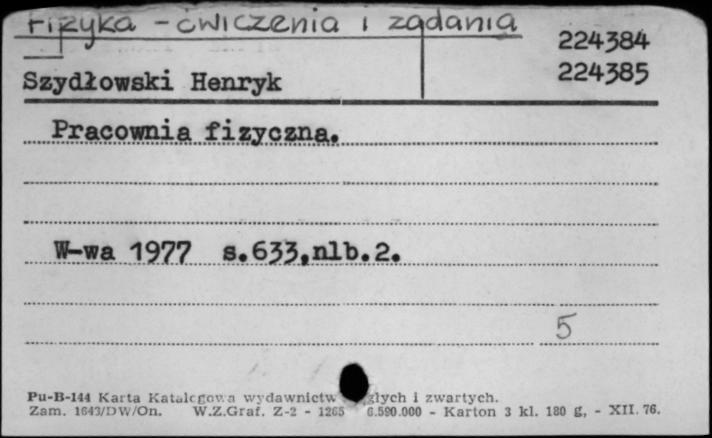 Fizyka - ćwiczenia i zadania
224384
224385
Szydłowski Henryk
Pracownia fizyczna.
W-wa 1977 s.633,nlb.2.
5
Pu-B-144 Karta Katalogowa wydawnictw głych i zwartych.
Zam. 1643/DW/On. W.Z.Graf. Z-2 - 1265 6.590.000 - Karton 3 kl. 180 g, - XII. 76.